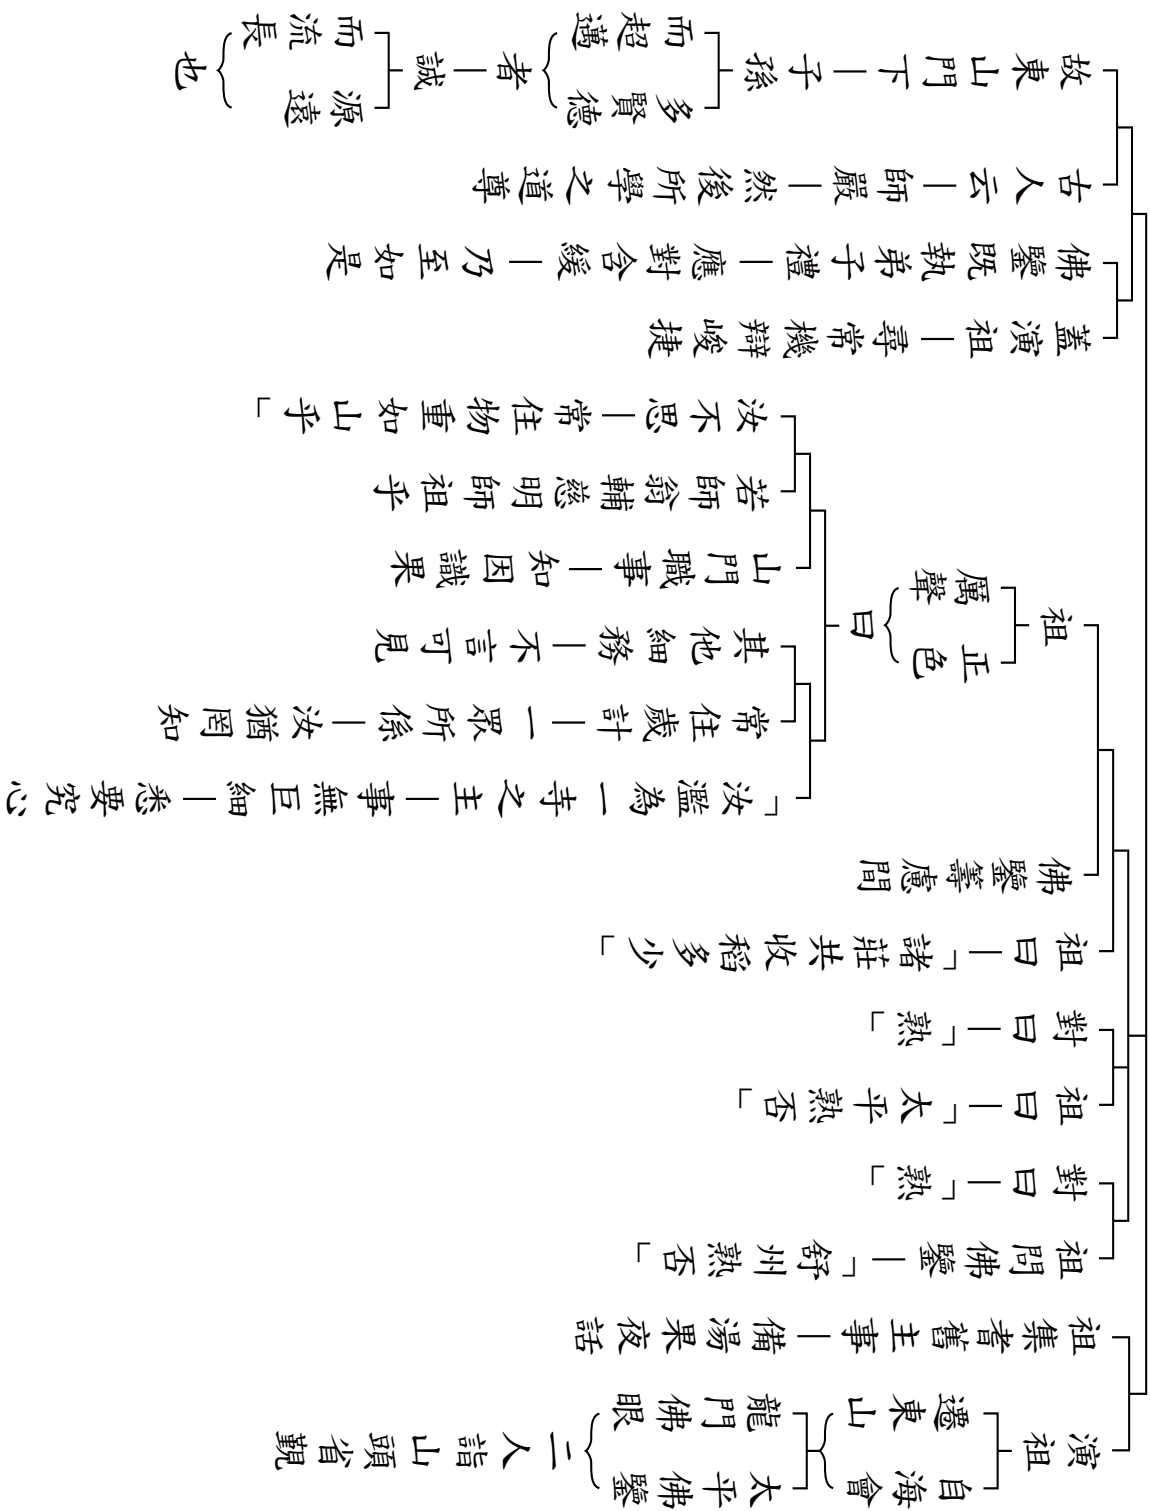 演祖
自海會
遷東山
太平佛鑒
龍門佛眼
二人詣山頭省覲
祖集耆舊主事—備湯果夜話
祖問佛鑒—「舒州熟否」
對曰—「熟」
祖曰—「太平熟否」
對曰—「熟」
祖曰—「諸莊共收稻多少」
佛鑒籌慮間
祖
正色
厲聲
曰
「汝濫為一寺之主—事無巨細—悉要究心
常住歲計—一眾所係—汝猶罔知
其他細務—不言可見
山門職事—知因識果
若師翁輔慈明師祖乎
汝不思—常住物重如山乎」
蓋演祖—尋常機辯峻捷
佛鑒既執弟子禮—應對含緩—乃至如是
古人云—師嚴—然後所學之道尊
故東山門下—子孫
多賢德
而超邁
者—誠
源遠
而流長
也